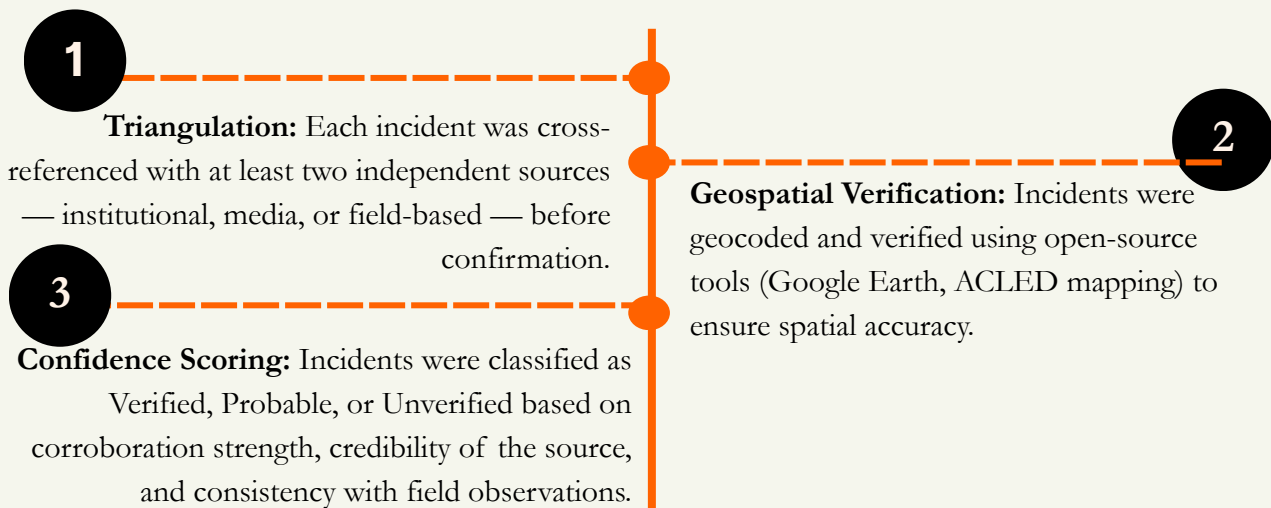 1
Triangulation: Each incident was cross-
referenced with at least two independent sources
— institutional, media, or field-based — before
confirmation.
2
Geospatial Verification: Incidents were
geocoded and verified using open-source
tools (Google Earth, ACLED mapping) to
ensure spatial accuracy.
3
Confidence Scoring: Incidents were classified as
Verified, Probable, or Unverified based on
corroboration strength, credibility of the source,
and consistency with field observations.